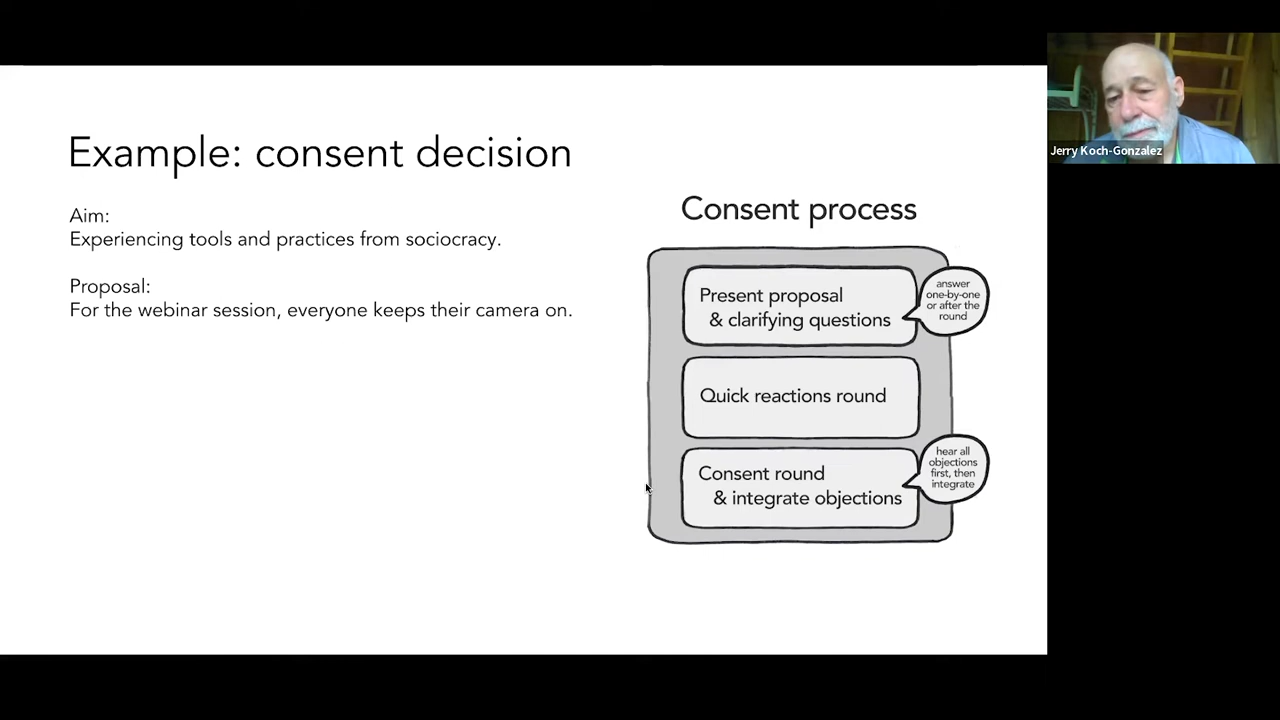 Example: consent decision
Aim:
Experiencing tools and practices from sociocracy.
Proposal:
For the webinar session, everyone keeps their camera on.
Consent process
Present proposal
& clarifying questions
answer
one-by-one
or after the
round
Quick reactions round
Consent round
& integrate objections
hear all
objections
first, then
integrate
Jerry Koch-Gonzalez